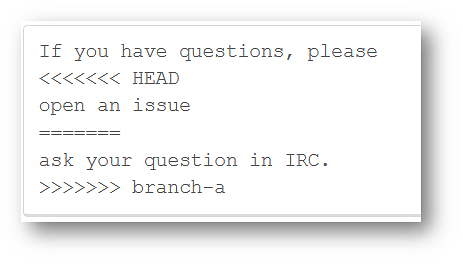 If you have questions, please
<<<<<<< HEAD
open an issue
=======
ask your question in IRC.
>>>>>>> branch-a